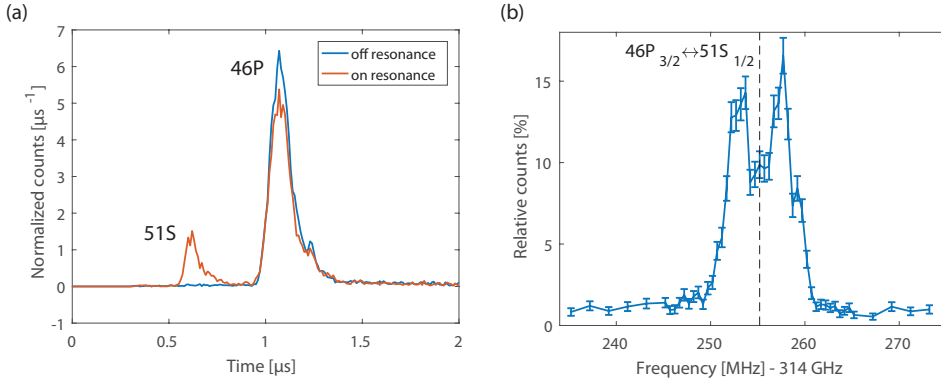 (a)
7
6
5
4
3
2
1
0
-1
Normalized counts [μs⁻¹]
46P
51S
off resonance
on resonance
0
0.5
1
1.5
2
Time [μs]
(b)
46P 3/2↔51S 1/2
15
10
5
0
Relative counts [%]
240
250
260
270
Frequency [MHz] - 314 GHz